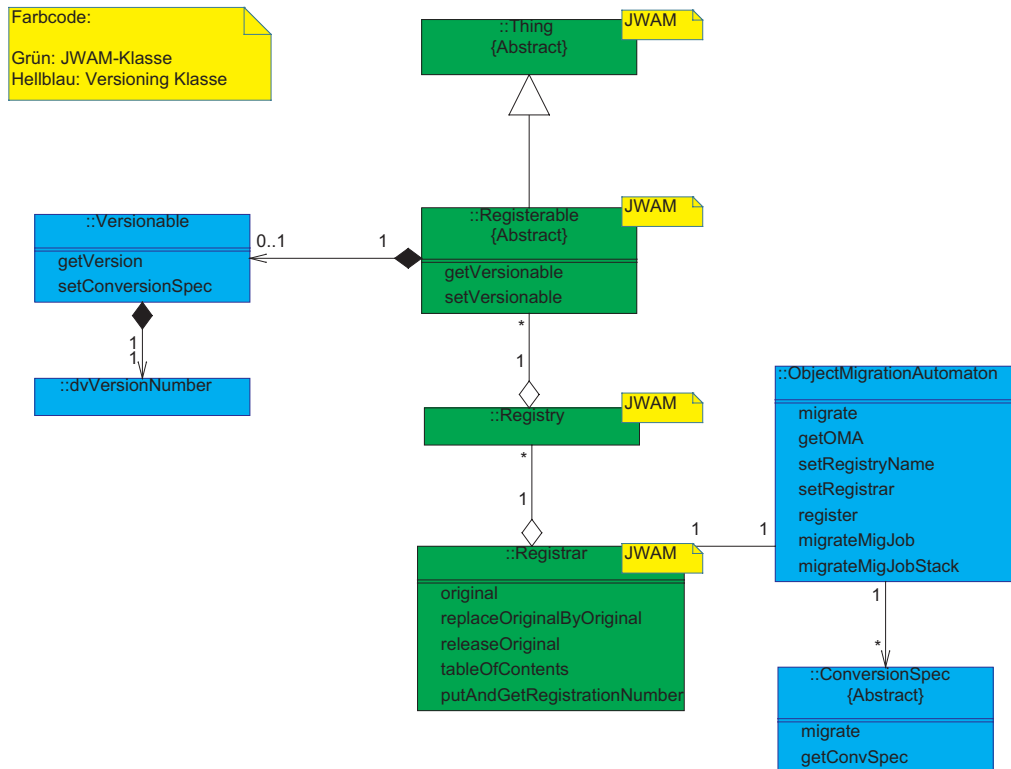 Farbcode:
Grün: JWAM-Klasse
Hellblau: Versioning Klasse
::Thing
{Abstract}
JWAM
::Versionable
getVersion
setConversionSpec
0..1
1
::Registerable
{Abstract}
JWAM
getVersionable
setVersionable
1
1
::dvVersionNumber
*
1
::Registry
JWAM
*
1
::Registrar
JWAM
original
replaceOriginalByOriginal
releaseOriginal
tableOfContents
putAndGetRegistrationNumber
1
1
::ObjectMigrationAutomaton
migrate
getOMA
setRegistryName
setRegistrar
register
migrateMigJob
migrateMigJobStack
1
*
::ConversionSpec
{Abstract}
migrate
getConvSpec